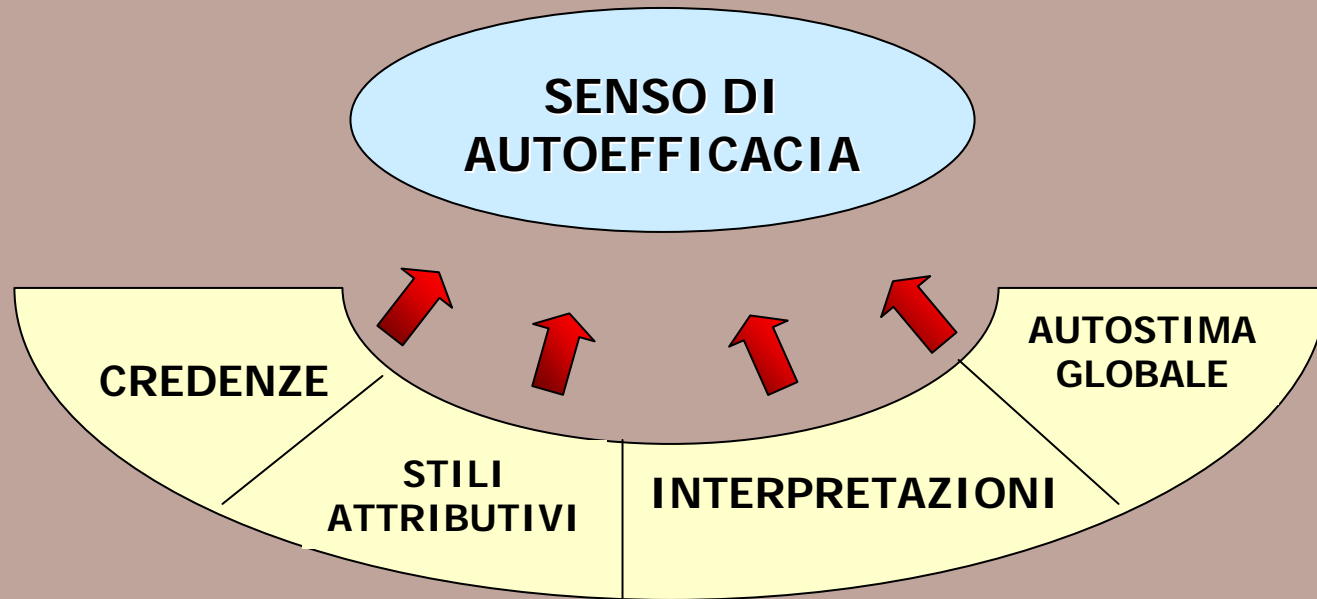 SENSO DI
AUTOEFFICACIA
CREDENZE
STILI
ATTRIBUTIVI
INTERPRETAZIONI
AUTOSTIMA
GLOBALE